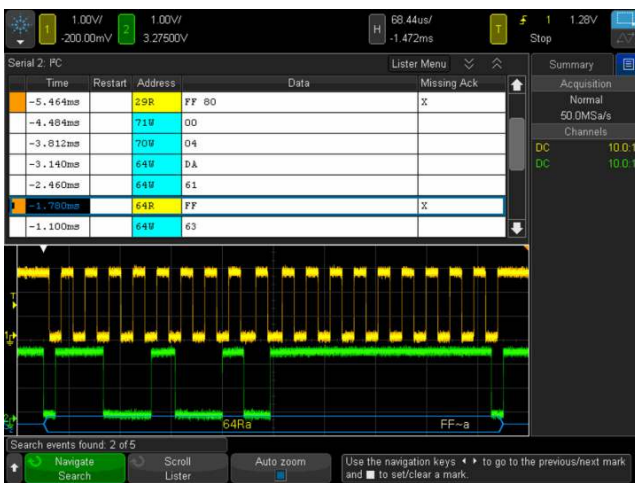 1 1.00V/ 2 1.00V/ H 68.44us/ T 1 1.28V
-200.00mV 3.27500V -1.472ms Stop
Serial 2: I²C Lister Menu Summary
Time Restart Address Data Missing Ack
-5.464ms 29R FF 80 X
-4.484ms 71W 00
-3.812ms 70W 04
-3.140ms 64W DA
-2.460ms 64W 61
-1.780ms 64R FF X
-1.100ms 64W 63
Acquisition
Normal
50.0MSa/s
Channels
DC 10.0:1
DC 10.0:1
T
1
2
64Ra FF~a
Search events found: 2 of 5
Navigate Search
Scroll Lister
Auto zoom
Use the navigation keys to go to the previous/next mark
and to set/clear a mark.